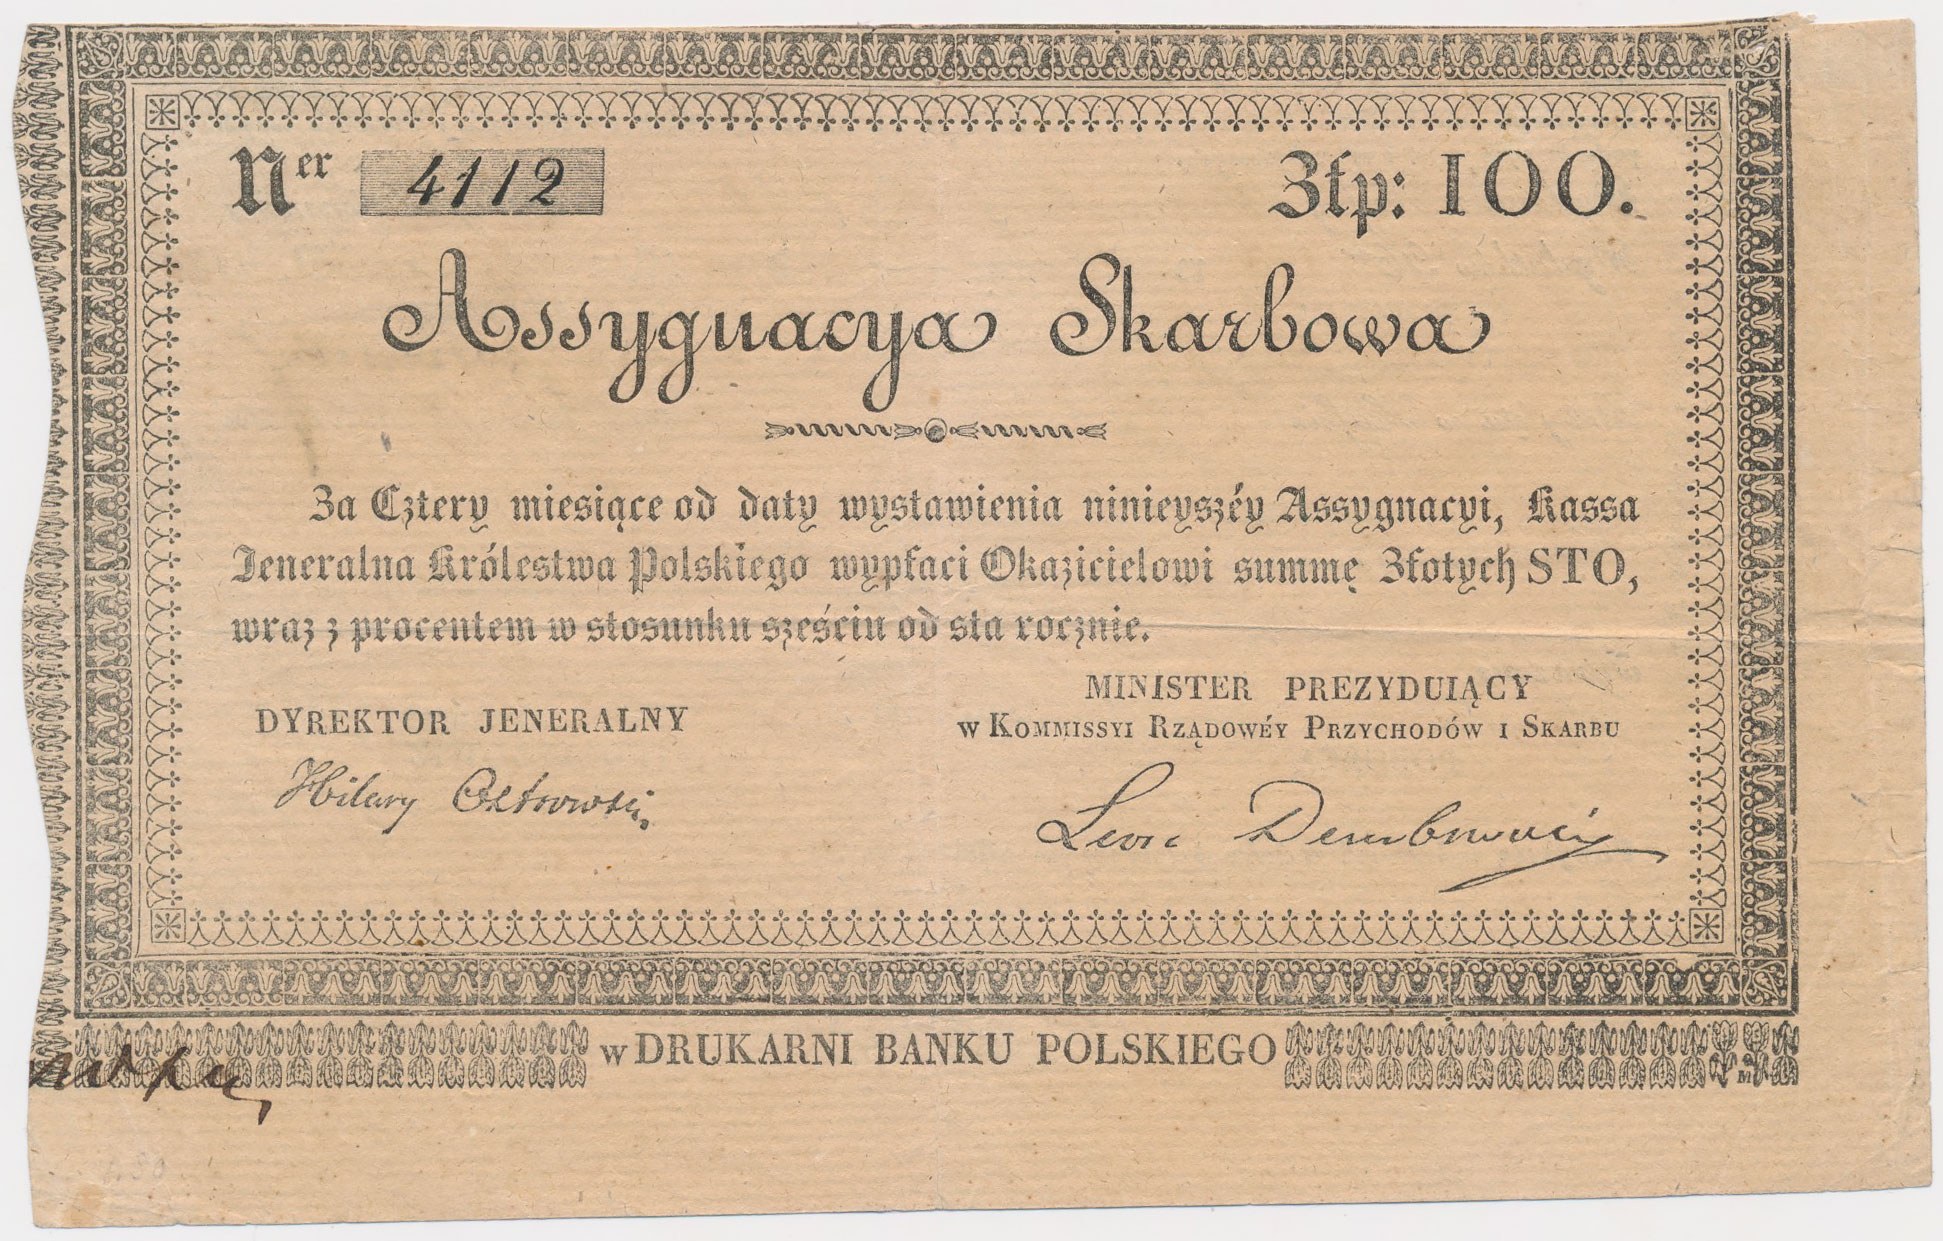 Ner 4112 Złp: 100.
Assygnacya Skarbowa
Za Cztery miesiące od daty wystawienia ninieyszéy Assygnacyi, Kassa
Jeneralna Królestwa Polskiego wypłaci Okazicielowi summę Złotych STO,
wraz z procentem w stosunku sześciu od sta rocznie.
DYREKTOR JENERALNY
MINISTER PREZYDUIĄCY
w Kommissyi Rządowéy Przychodów i Skarbu
Hilary Ostrowski
Leon Dembowski
w DRUKARNI BANKU POLSKIEGO